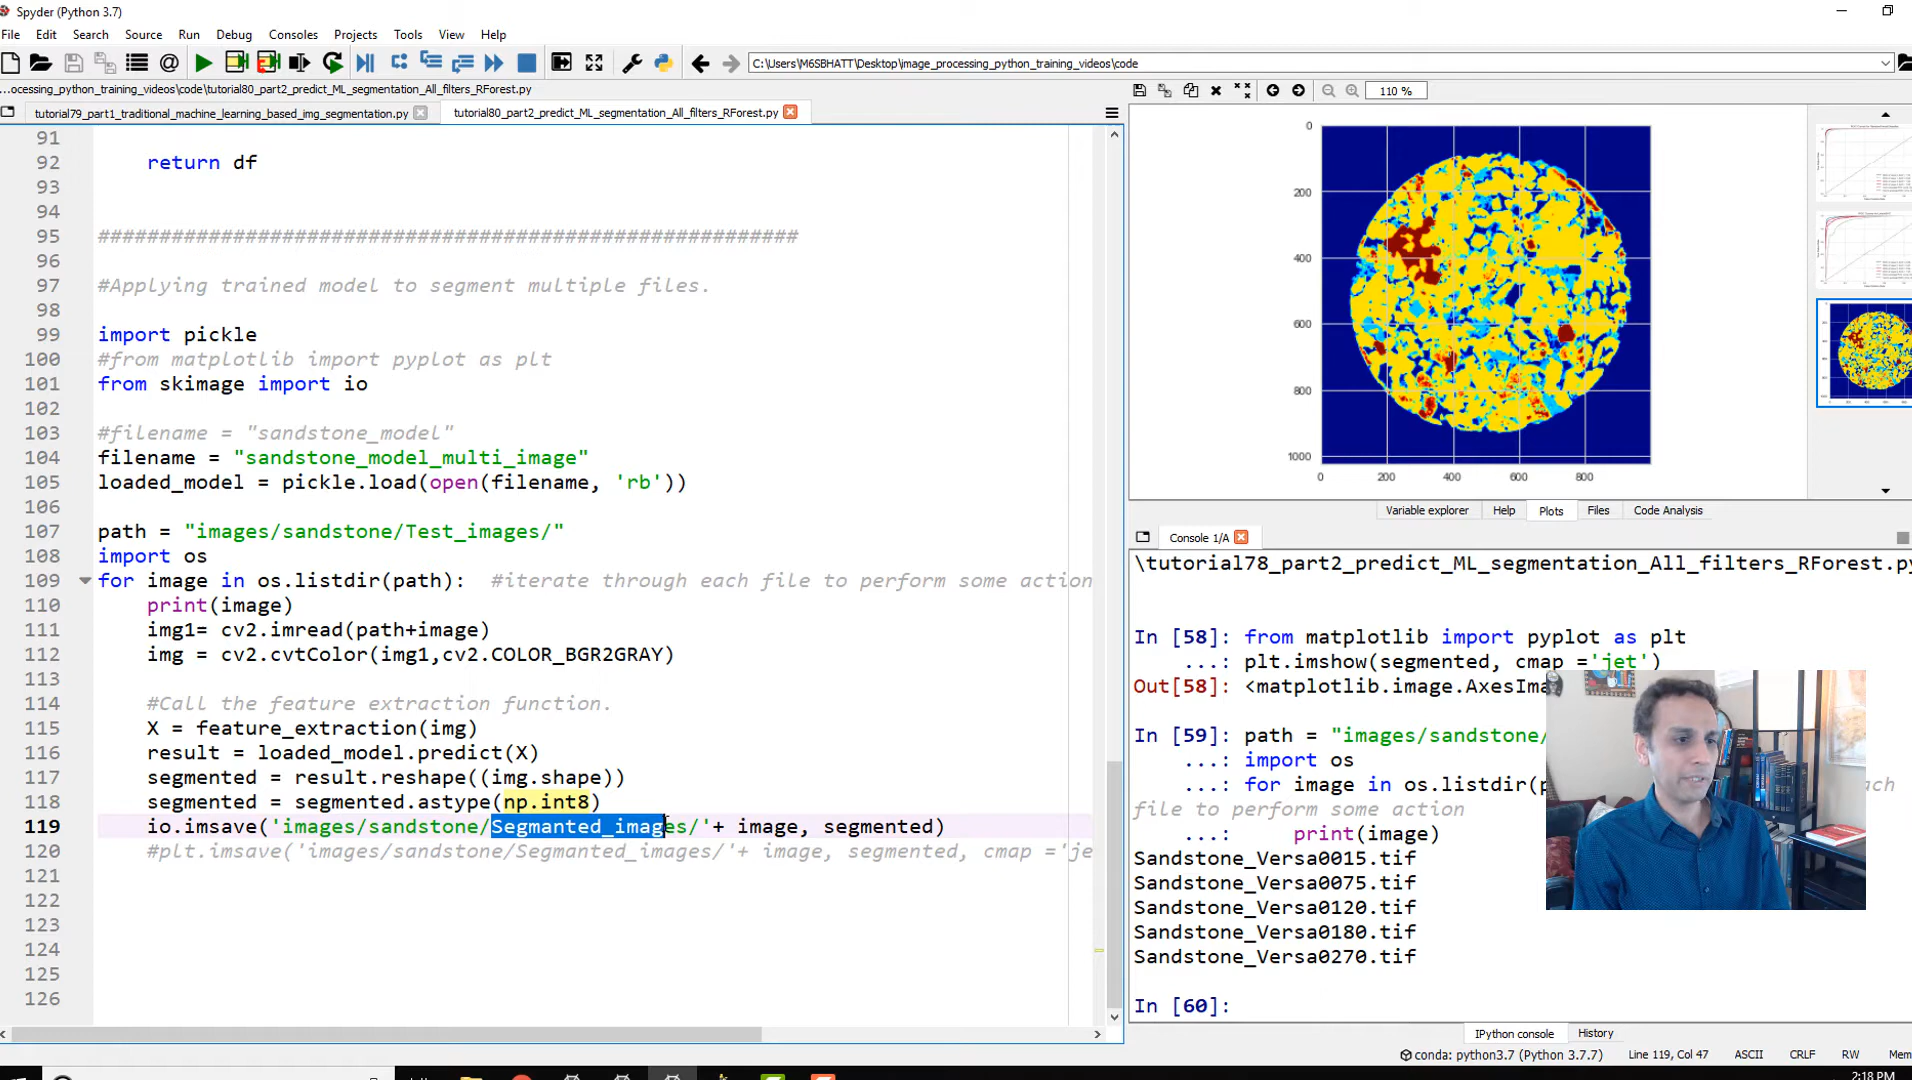 Spyder (Python 3.7)
File Edit Search Source Run Debug Consoles Projects Tools View Help
C:\Users\M6SBHATT\Desktop\image_processing_python_training_videos\code
...ocessing_python_training_videos\code\tutorial80_part2_predict_ML_segmentation_All_filters_RForest.py
tutorial79_part1_traditional_machine_learning_based_img_segmentation.py
tutorial80_part2_predict_ML_segmentation_All_filters_RForest.py
110 %
91
92 return df
93
94
95 #########################################################
96
97 #Applying trained model to segment multiple files.
98
99 import pickle
100 #from matplotlib import pyplot as plt
101 from skimage import io
102
103 #filename = "sandstone_model"
104 filename = "sandstone_model_multi_image"
105 loaded_model = pickle.load(open(filename, 'rb'))
106
107 path = "images/sandstone/Test_images/"
108 import os
109 for image in os.listdir(path): #iterate through each file to perform some action
110 print(image)
111 img1= cv2.imread(path+image)
112 img = cv2.cvtColor(img1,cv2.COLOR_BGR2GRAY)
113
114 #Call the feature extraction function.
115 X = feature_extraction(img)
116 result = loaded_model.predict(X)
117 segmented = result.reshape((img.shape))
118 segmented = segmented.astype(np.int8)
119 io.imsave('images/sandstone/Segmanted_images/'+ image, segmented)
120 #plt.imsave('images/sandstone/Segmanted_images/'+ image, segmented, cmap ='je
121
122
123
124
125
126
0
200
400
600
800
1000
0 200 400 600 800
Variable explorer Help Plots Files Code Analysis
Console 1/A
\tutorial78_part2_predict_ML_segmentation_All_filters_RForest.py
In [58]: from matplotlib import pyplot as plt
...: plt.imshow(segmented, cmap ='jet')
Out[58]: <matplotlib.image.AxesIma
In [59]: path = "images/sandstone/
...: import os
...: for image in os.listdir(p ach
file to perform some action
...: print(image)
Sandstone_Versa0015.tif
Sandstone_Versa0075.tif
Sandstone_Versa0120.tif
Sandstone_Versa0180.tif
Sandstone_Versa0270.tif
In [60]:
IPython console History
conda: python3.7 (Python 3.7.7) Line 119, Col 47 ASCII CRLF RW Mem
2:18 PM